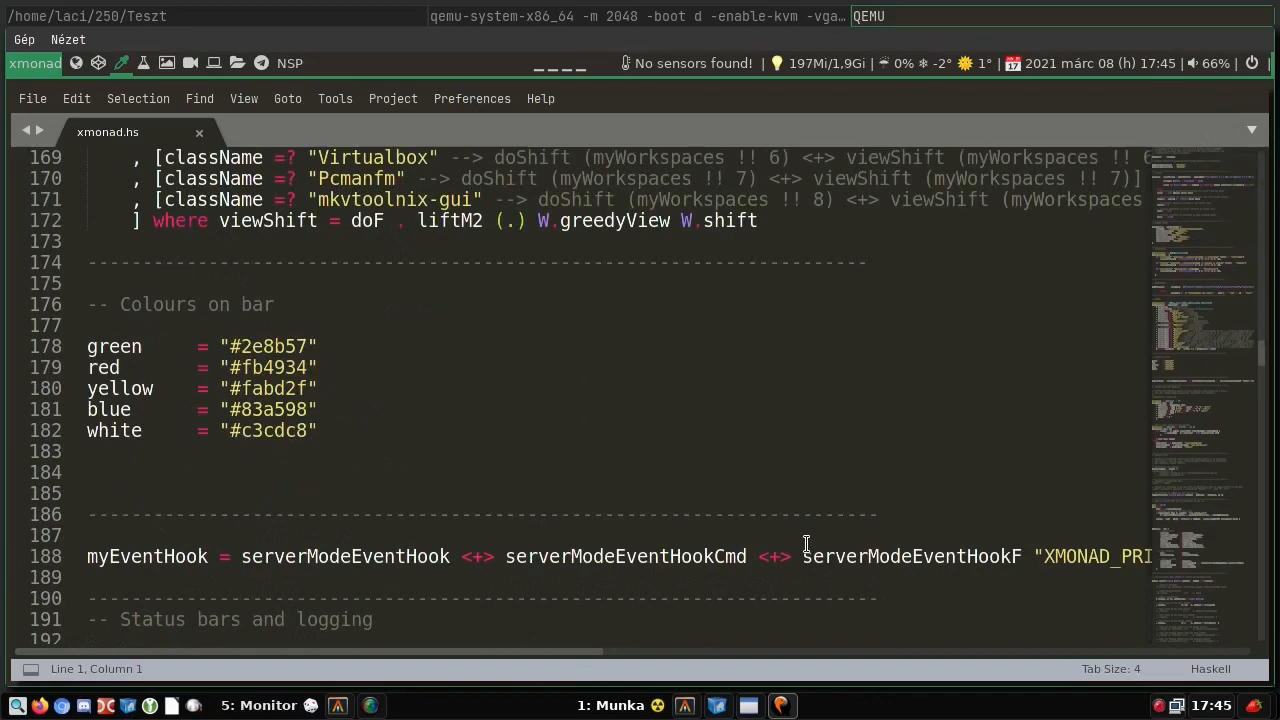 /home/laci/250/Teszt
qemu-system-x86_64 -m 2048 -boot d -enable-kvm -vga…
QEMU
Gép Nézet
xmonad NSP
No sensors found! | 197Mi/1,9Gi | 0% -2° 1° | 2021 márc 08 (h) 17:45 | 66% |
File Edit Selection Find View Goto Tools Project Preferences Help
xmonad.hs
169 , [className =? "Virtualbox" --> doShift (myWorkspaces !! 6) <+> viewShift (myWorkspaces !! 6
170 , [className =? "Pcmanfm" --> doShift (myWorkspaces !! 7) <+> viewShift (myWorkspaces !! 7)]
171 , [className =? "mkvtoolnix-gui" --> doShift (myWorkspaces !! 8) <+> viewShift (myWorkspaces
172 ] where viewShift = doF . liftM2 (.) W.greedyView W.shift
173
174 -----------------------------------------------------------------------
175
176 -- Colours on bar
177
178 green = "#2e8b57"
179 red = "#fb4934"
180 yellow = "#fabd2f"
181 blue = "#83a598"
182 white = "#c3cdc8"
183
184
185
186 ------------------------------------------------------------------------
187
188 myEventHook = serverModeEventHook <+> serverModeEventHookCmd <+> serverModeEventHookF "XMONAD_PRI
189
190 ------------------------------------------------------------------------
191 -- Status bars and logging
192
Line 1, Column 1 Tab Size: 4 Haskell
5: Monitor 1: Munka 17:45